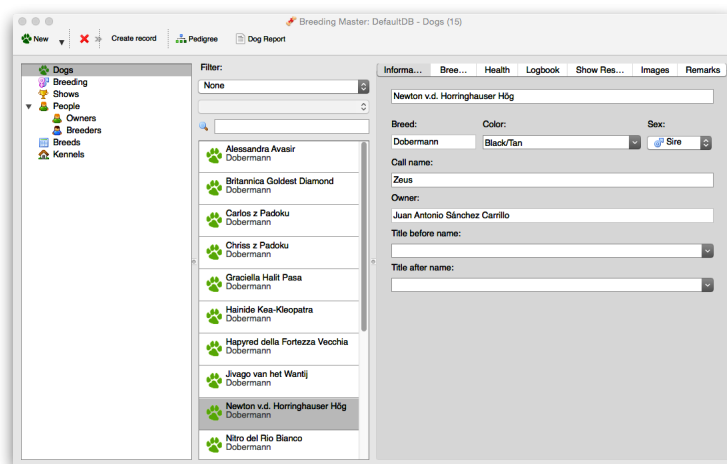 Breeding Master: DefaultDB - Dogs (15)
New
Create record
Pedigree
Dog Report
Dogs
Breeding
Shows
People
Owners
Breeders
Breeds
Kennels
Filter:
None
Alessandra Avasir
Dobermann
Britannica Goldest Diamond
Dobermann
Carlos z Padoku
Dobermann
Chriss z Padoku
Dobermann
Graciella Halit Pasa
Dobermann
Hainide Kea-Kleopatra
Dobermann
Hapyred della Fortezza Vecchia
Dobermann
Jivago van het Wantij
Dobermann
Newton v.d. Horringhauser Hög
Dobermann
Nitro del Rio Bianco
Dobermann
Informa... Bree... Health Logbook Show Res... Images Remarks
Newton v.d. Horringhauser Hög
Breed: Color: Sex:
Dobermann Black/Tan Sire
Call name:
Zeus
Owner:
Juan Antonio Sánchez Carrillo
Title before name:
Title after name: